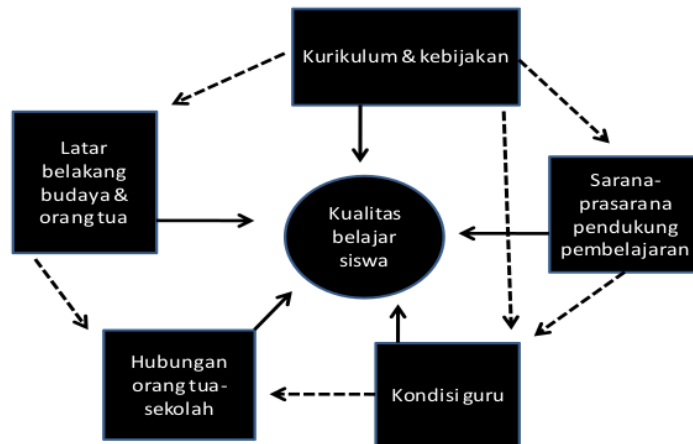 Kurikulum & kebijakan
Latar
belakang
budaya &
orang tua
Sarana-
prasarana
pendukung
pembelajaran
Kualitas
belajar
siswa
Hubungan
orang tua-
sekolah
Kondisi guru